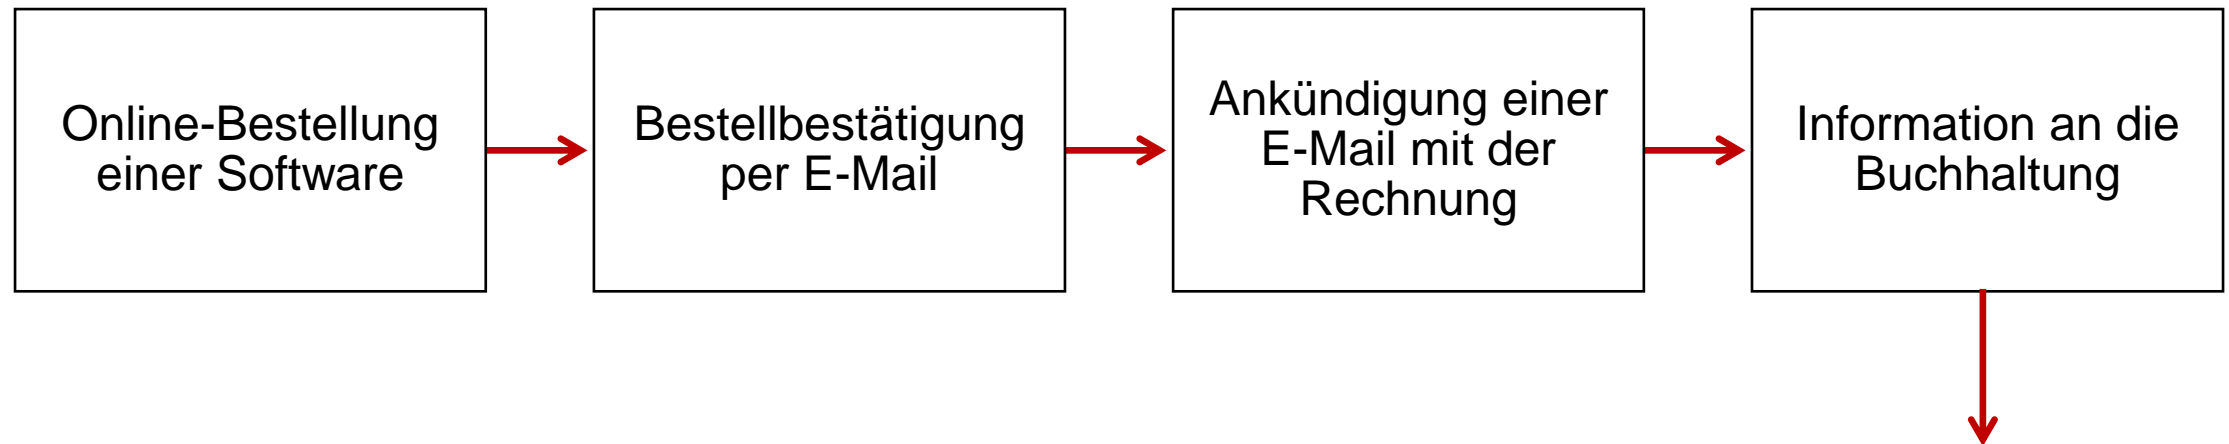 Online-Bestellung
einer Software
Bestellbestätigung
per E-Mail
Ankündigung einer
E-Mail mit der
Rechnung
Information an die
Buchhaltung